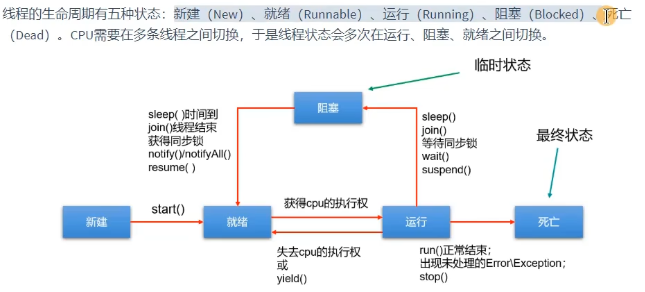 线程的生命周期有五种状态：新建（New）、就绪（Runnable）、运行（Running）、阻塞（Blocked）、死亡
（Dead）。CPU需要在多条线程之间切换，于是线程状态会多次在运行、阻塞、就绪之间切换。
临时状态
阻塞
sleep( )时间到
join()线程结束
获得同步锁
notify()/notifyAll()
resume( )
sleep()
join()
等待同步锁
wait()
suspend()
最终状态
新建
start()
就绪
获得cpu的执行权
运行
死亡
失去cpu的执行权
或
yield()
run()正常结束;
出现未处理的Error\Exception;
stop()